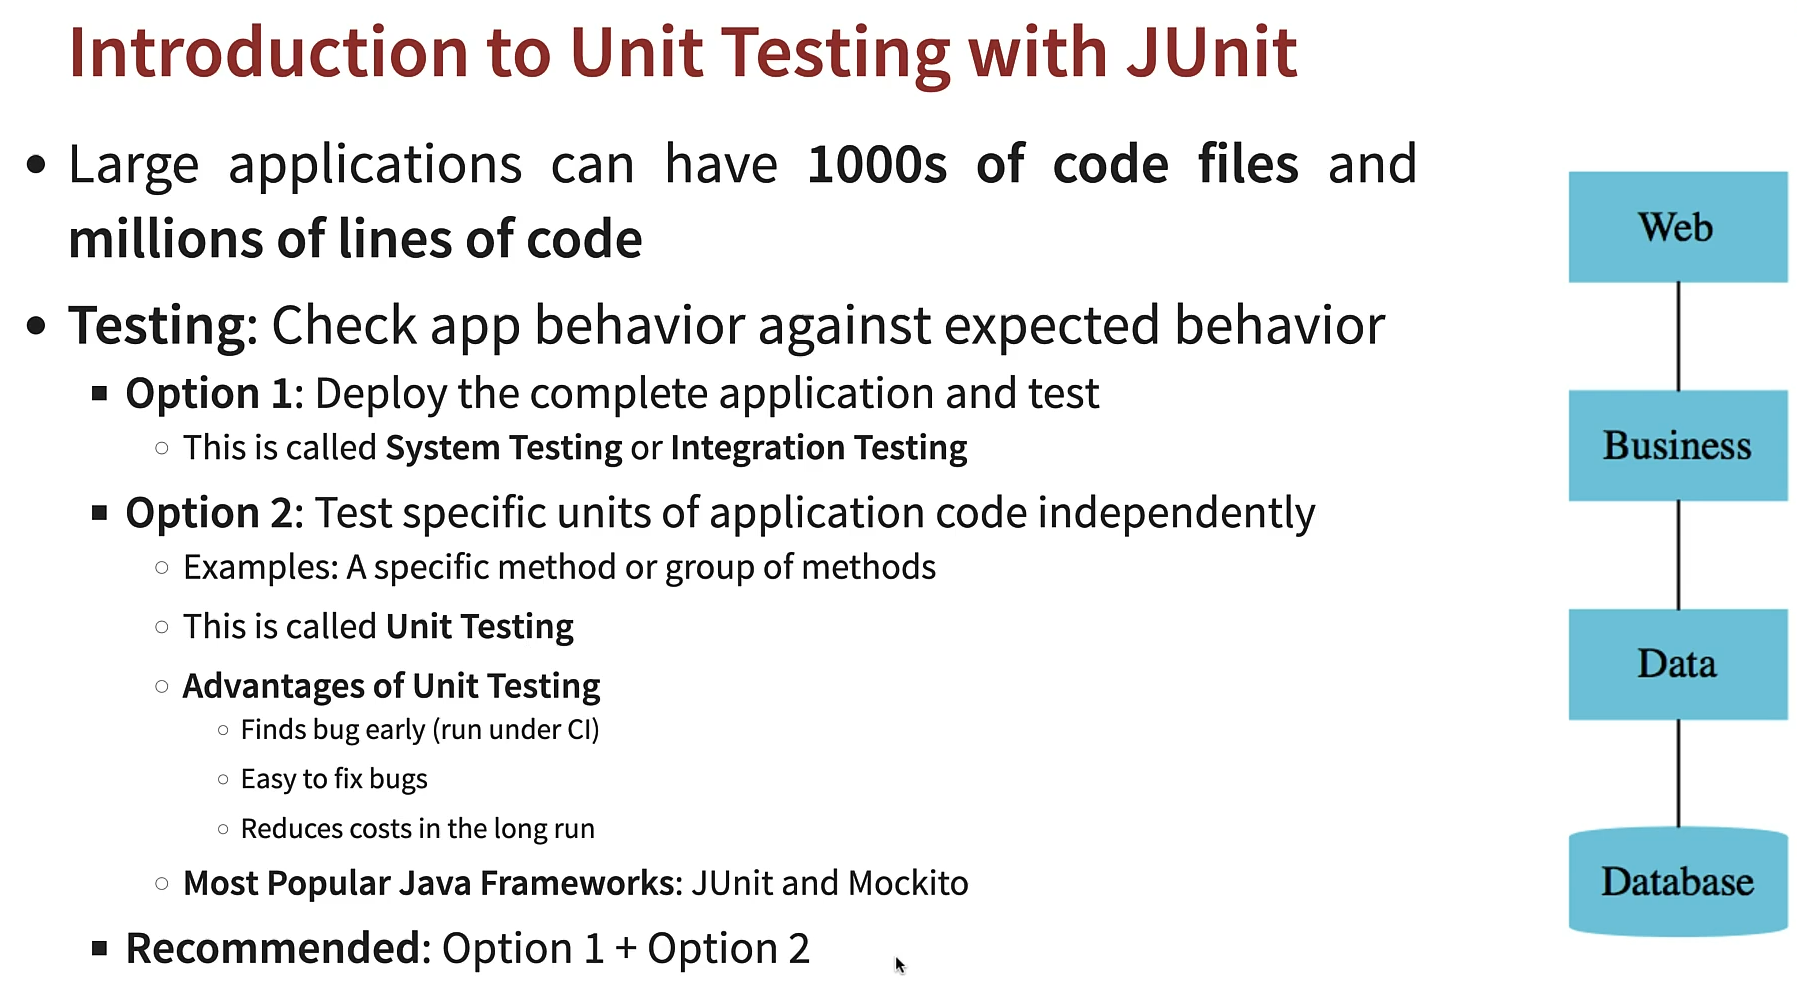 Introduction to Unit Testing with JUnit
Large applications can have 1000s of code files and
millions of lines of code
Testing: Check app behavior against expected behavior
Option 1: Deploy the complete application and test
This is called System Testing or Integration Testing
Option 2: Test specific units of application code independently
Examples: A specific method or group of methods
This is called Unit Testing
Advantages of Unit Testing
Finds bug early (run under CI)
Easy to fix bugs
Reduces costs in the long run
Most Popular Java Frameworks: JUnit and Mockito
Recommended: Option 1 + Option 2
Web
Business
Data
Database